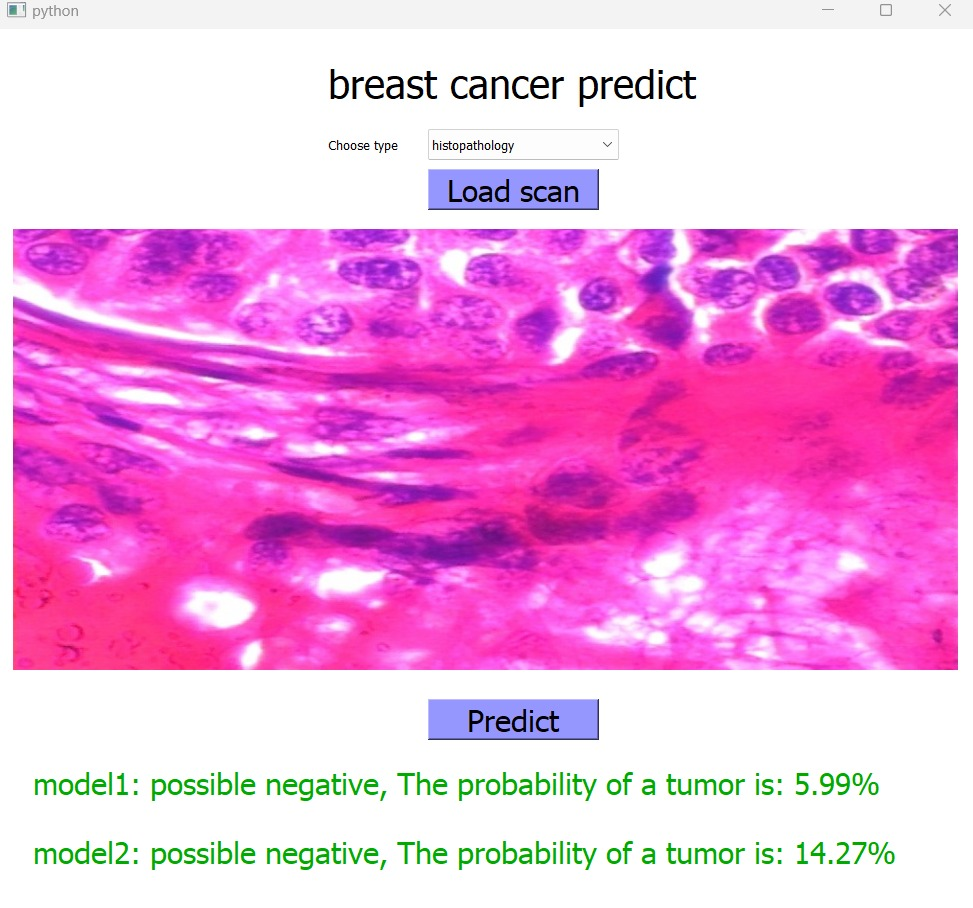 python
breast cancer predict
Choose type histopathology
Load scan
Predict
model1: possible negative, The probability of a tumor is: 5.99%
model2: possible negative, The probability of a tumor is: 14.27%